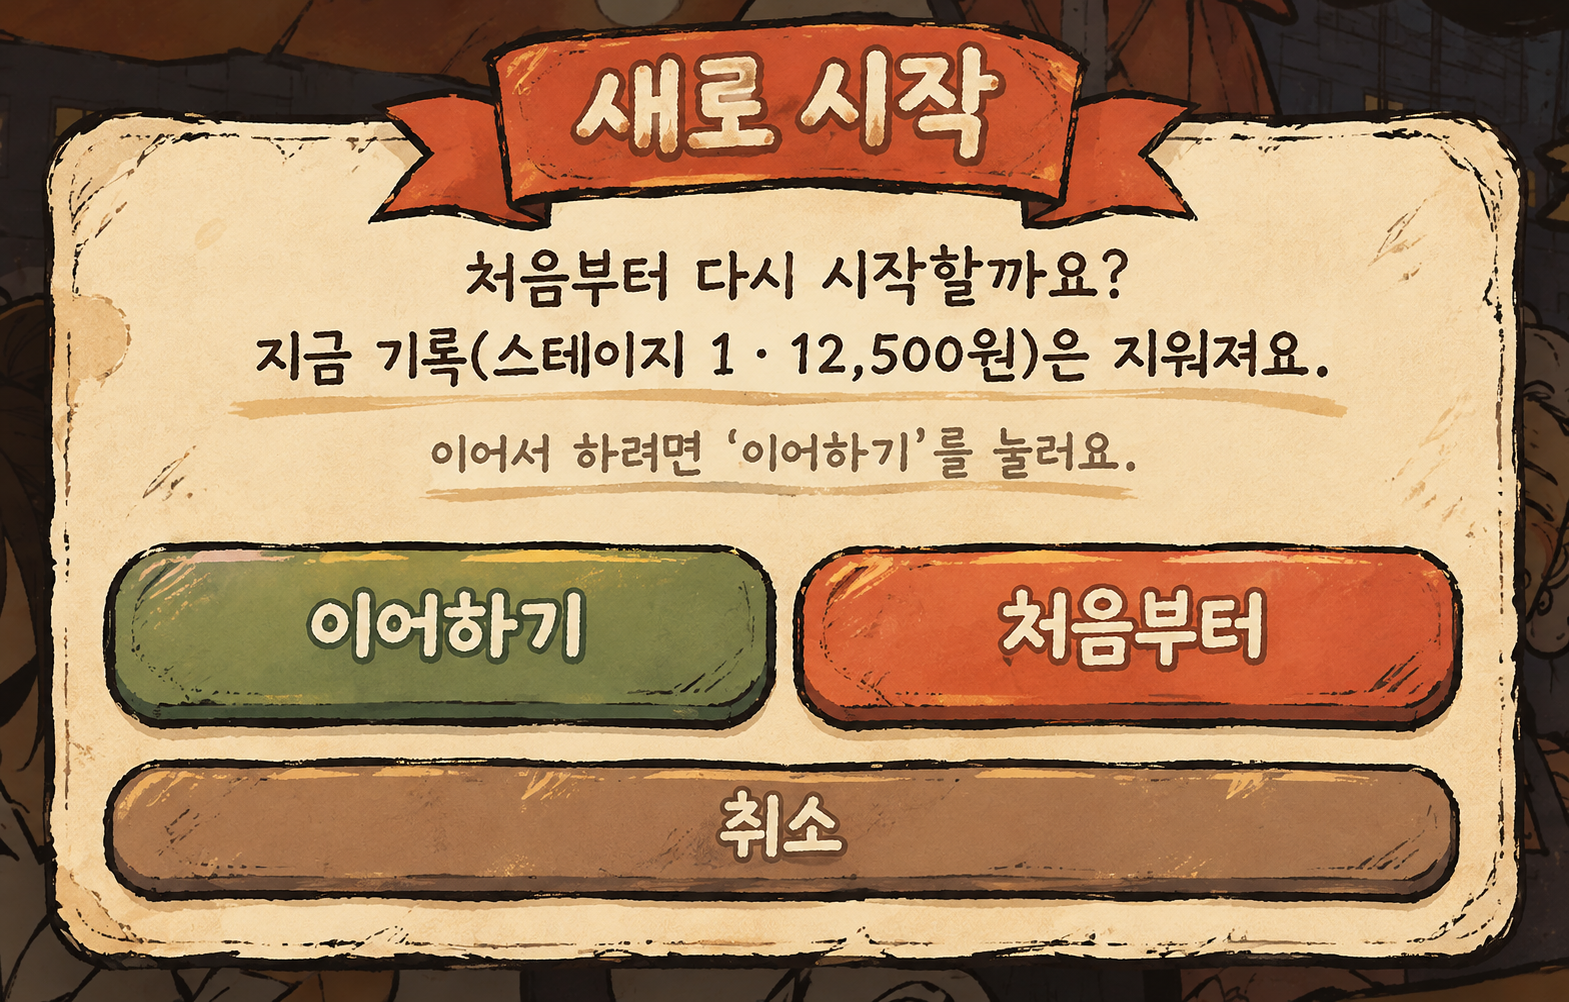 새로 시작
처음부터 다시 시작할까요?
지금 기록(스테이지 1 · 12,500원)은 지워져요.
이어서 하려면 ‘이어하기’를 눌러요.
이어하기
처음부터
취소